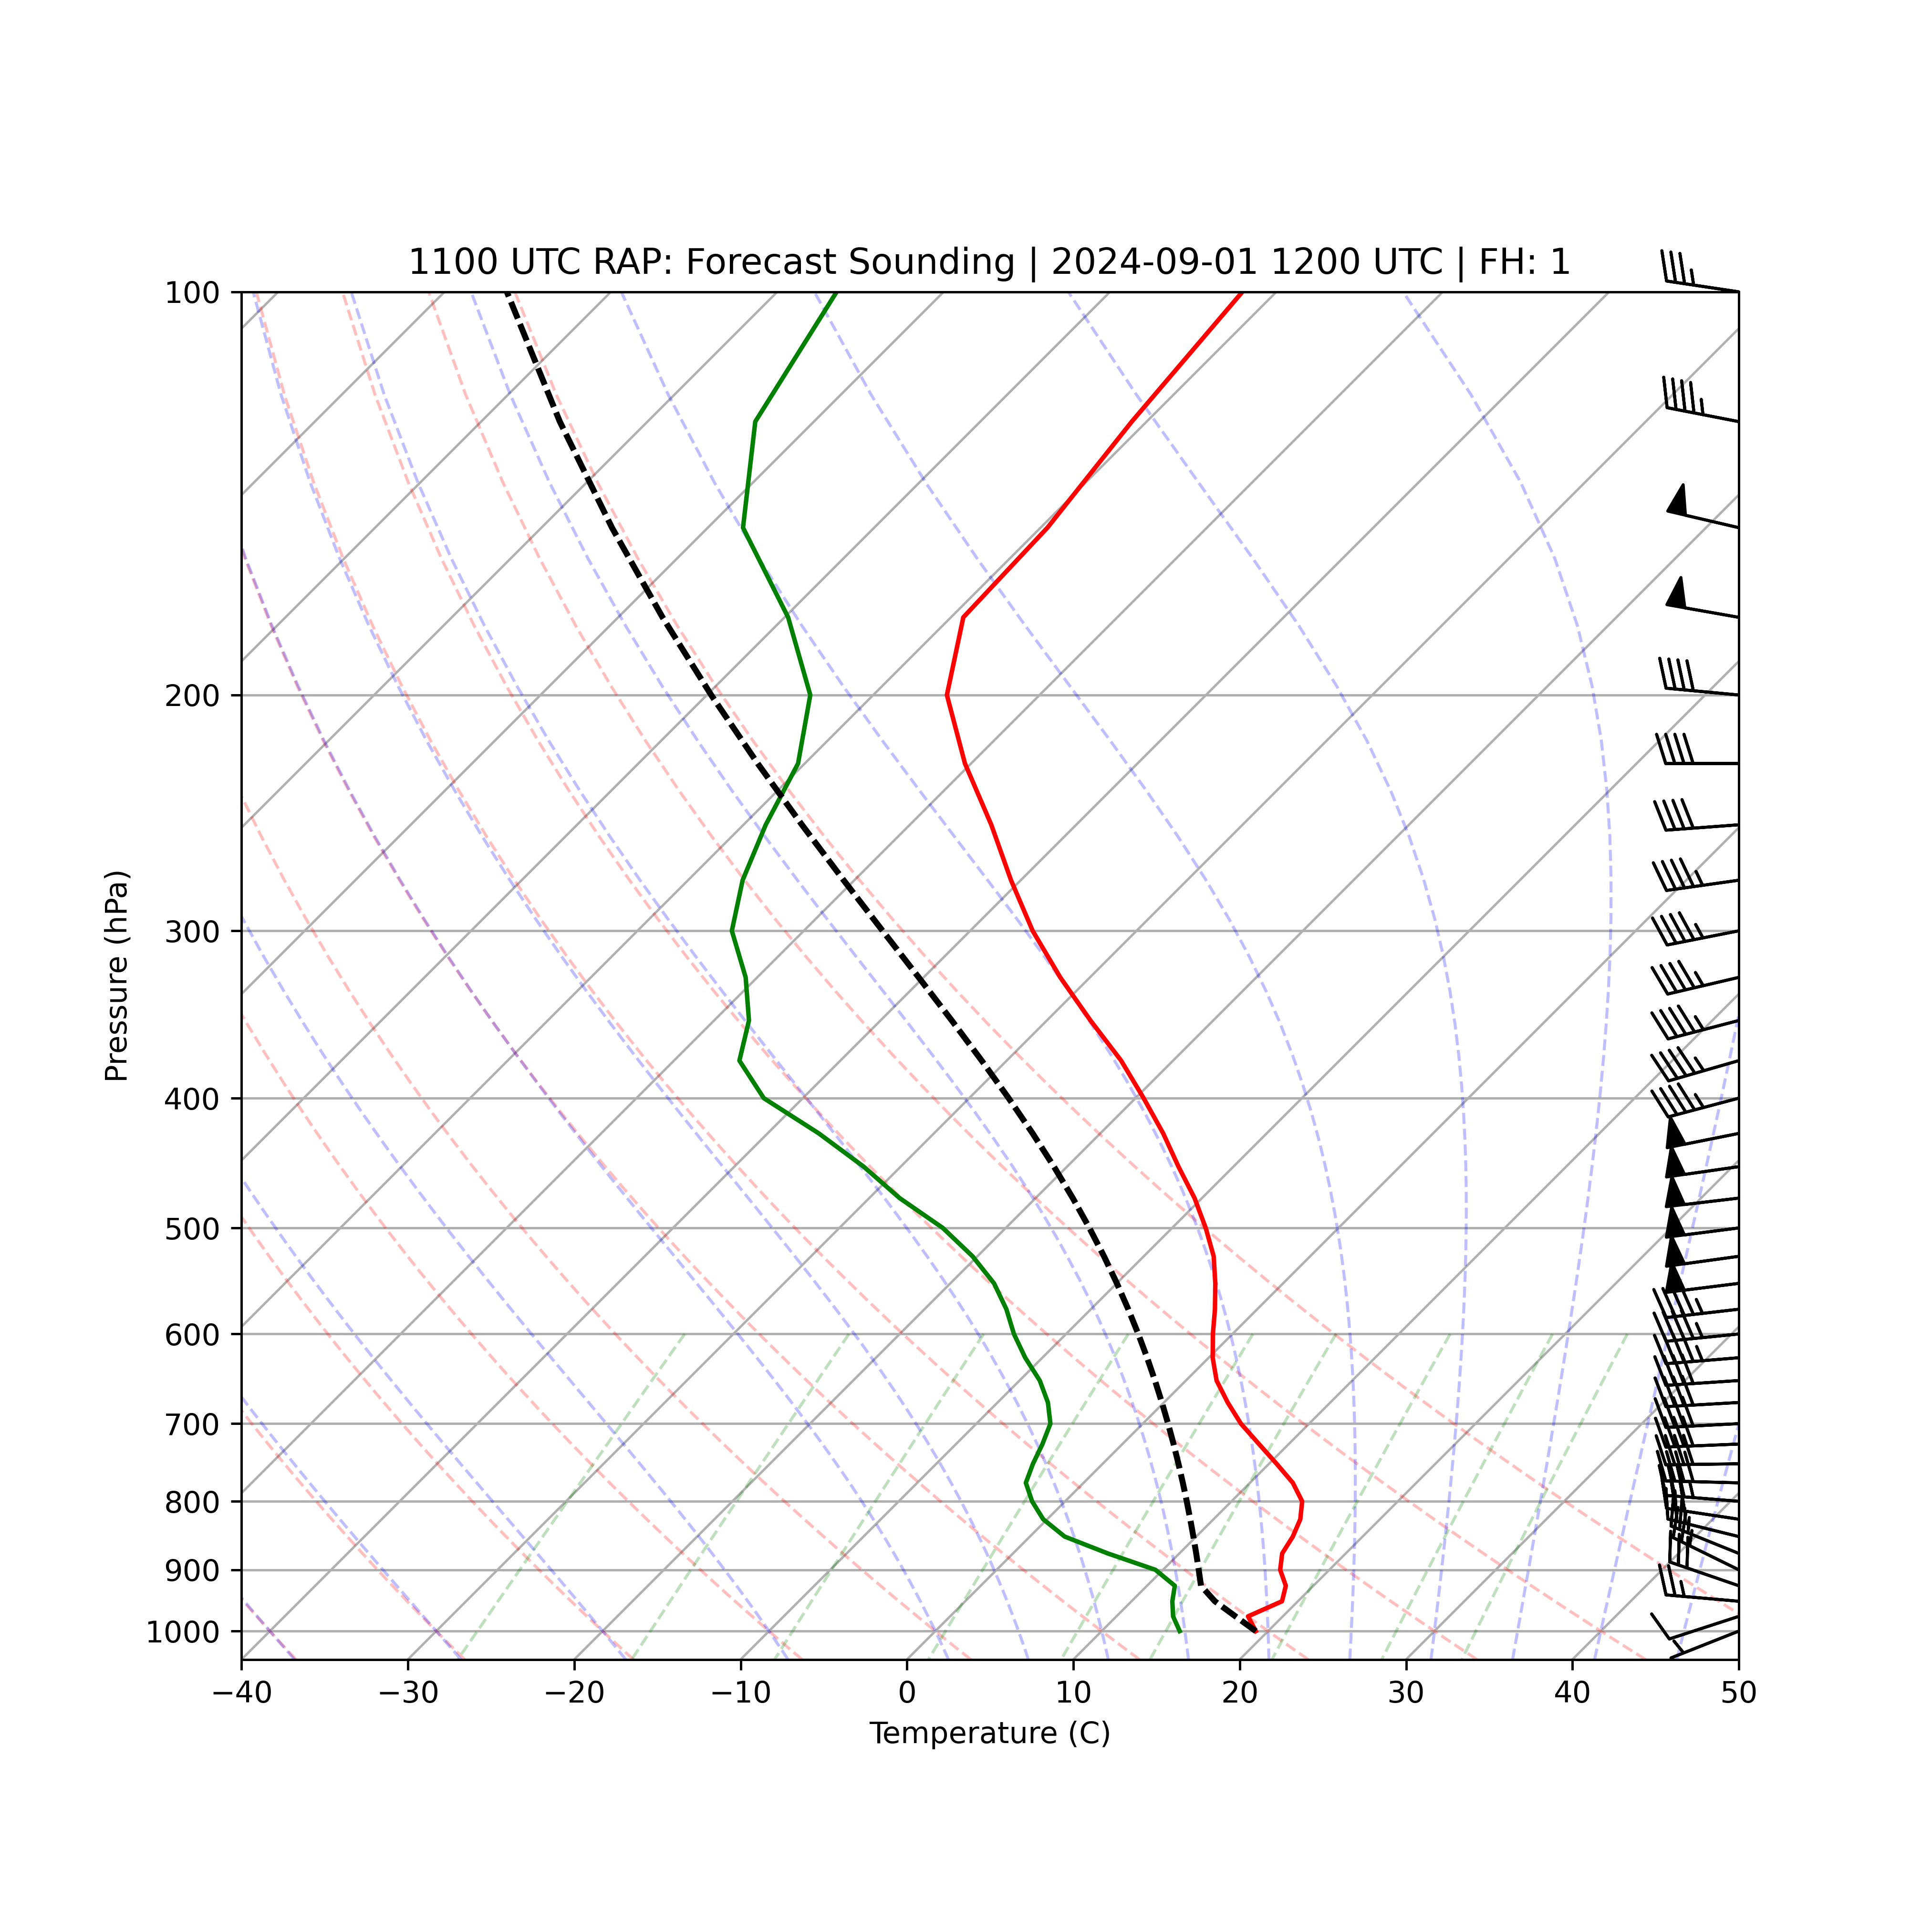 1100 UTC RAP: Forecast Sounding | 2024-09-01 1200 UTC | FH: 1
100
200
300
400
500
600
700
800
900
1000
Pressure (hPa)
−40 −30 −20 −10 0 10 20 30 40 50
Temperature (C)